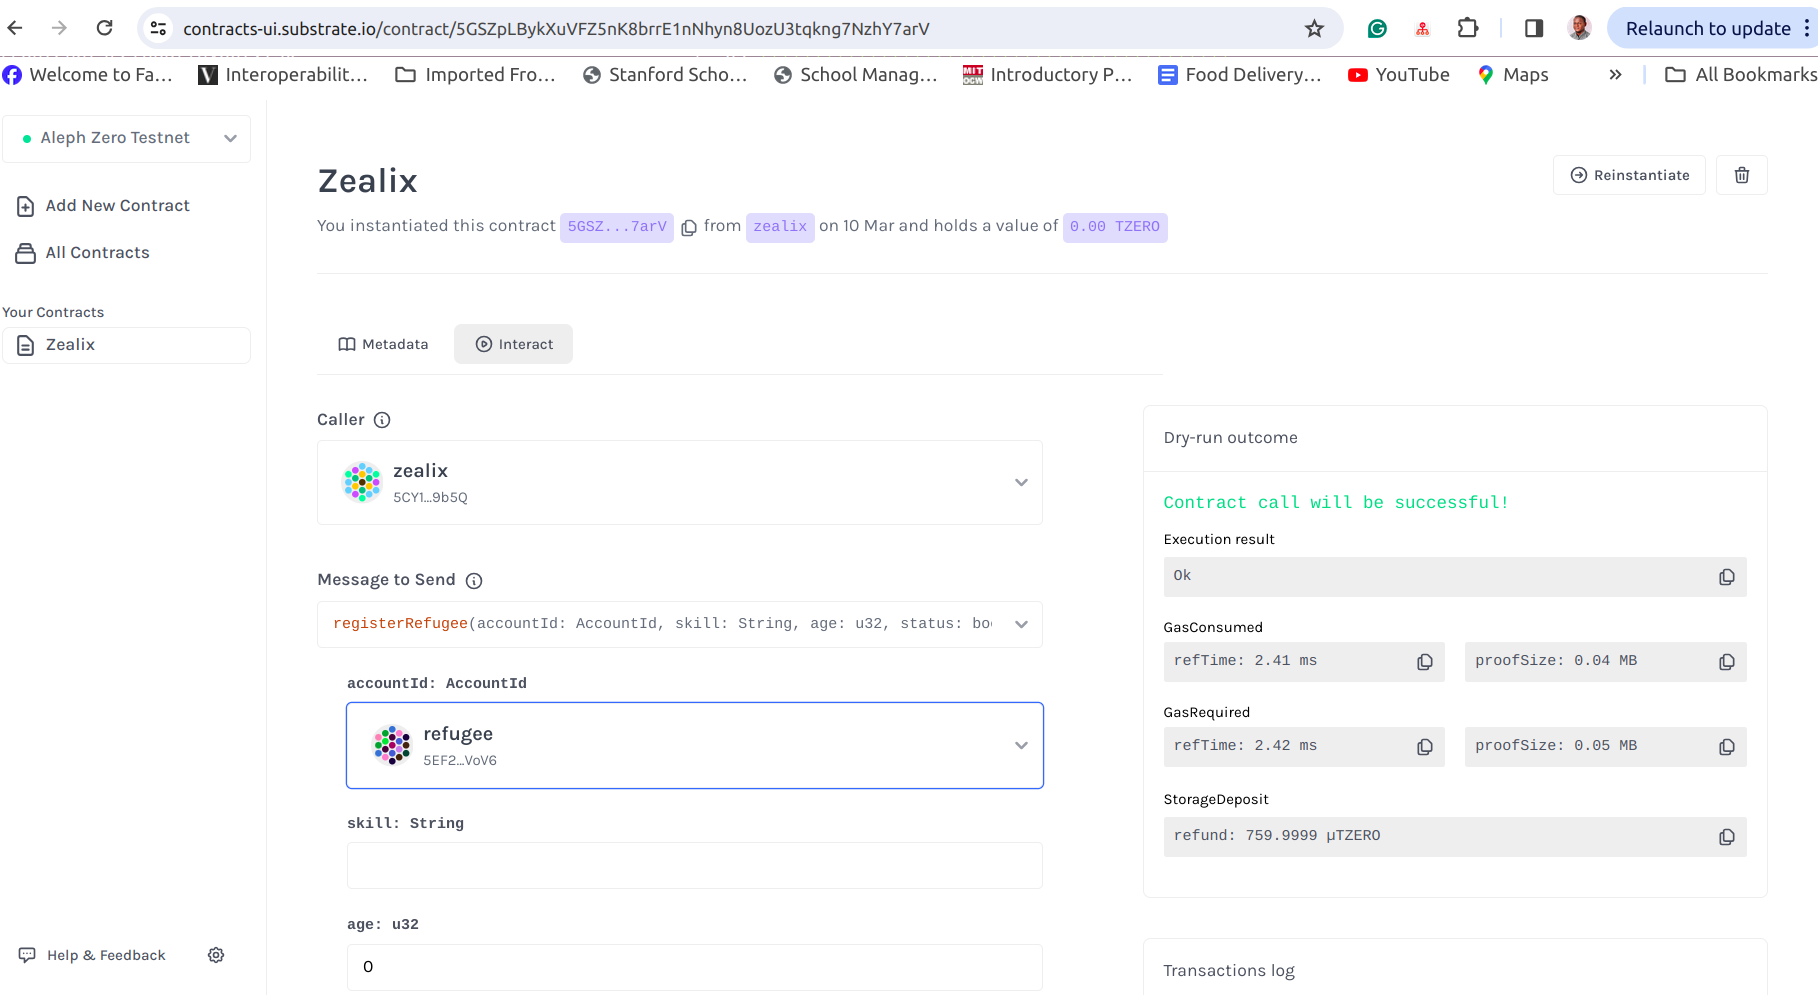 contracts-ui.substrate.io/contract/5GSZpLBykXuVFZ5nK8brrE1nNhyn8UozU3tqkng7NzhY7arV
Relaunch to update
Welcome to Fa...
Interoperabilit...
Imported Fro...
Stanford Scho...
School Manag...
MIT OCW
Introductory P...
Food Delivery...
YouTube
Maps
»
All Bookmarks
Aleph Zero Testnet
Add New Contract
All Contracts
Your Contracts
Zealix
Help & Feedback
Zealix
Reinstantiate
You instantiated this contract 5GSZ...7arV from zealix on 10 Mar and holds a value of 0.00 TZERO
Metadata
Interact
Caller
zealix
5CY1...9b5Q
Message to Send
registerRefugee(accountId: AccountId, skill: String, age: u32, status: boo
accountId: AccountId
refugee
5EF2...VoV6
skill: String
age: u32
0
Dry-run outcome
Contract call will be successful!
Execution result
Ok
GasConsumed
refTime: 2.41 ms
proofSize: 0.04 MB
GasRequired
refTime: 2.42 ms
proofSize: 0.05 MB
StorageDeposit
refund: 759.9999 µTZERO
Transactions log